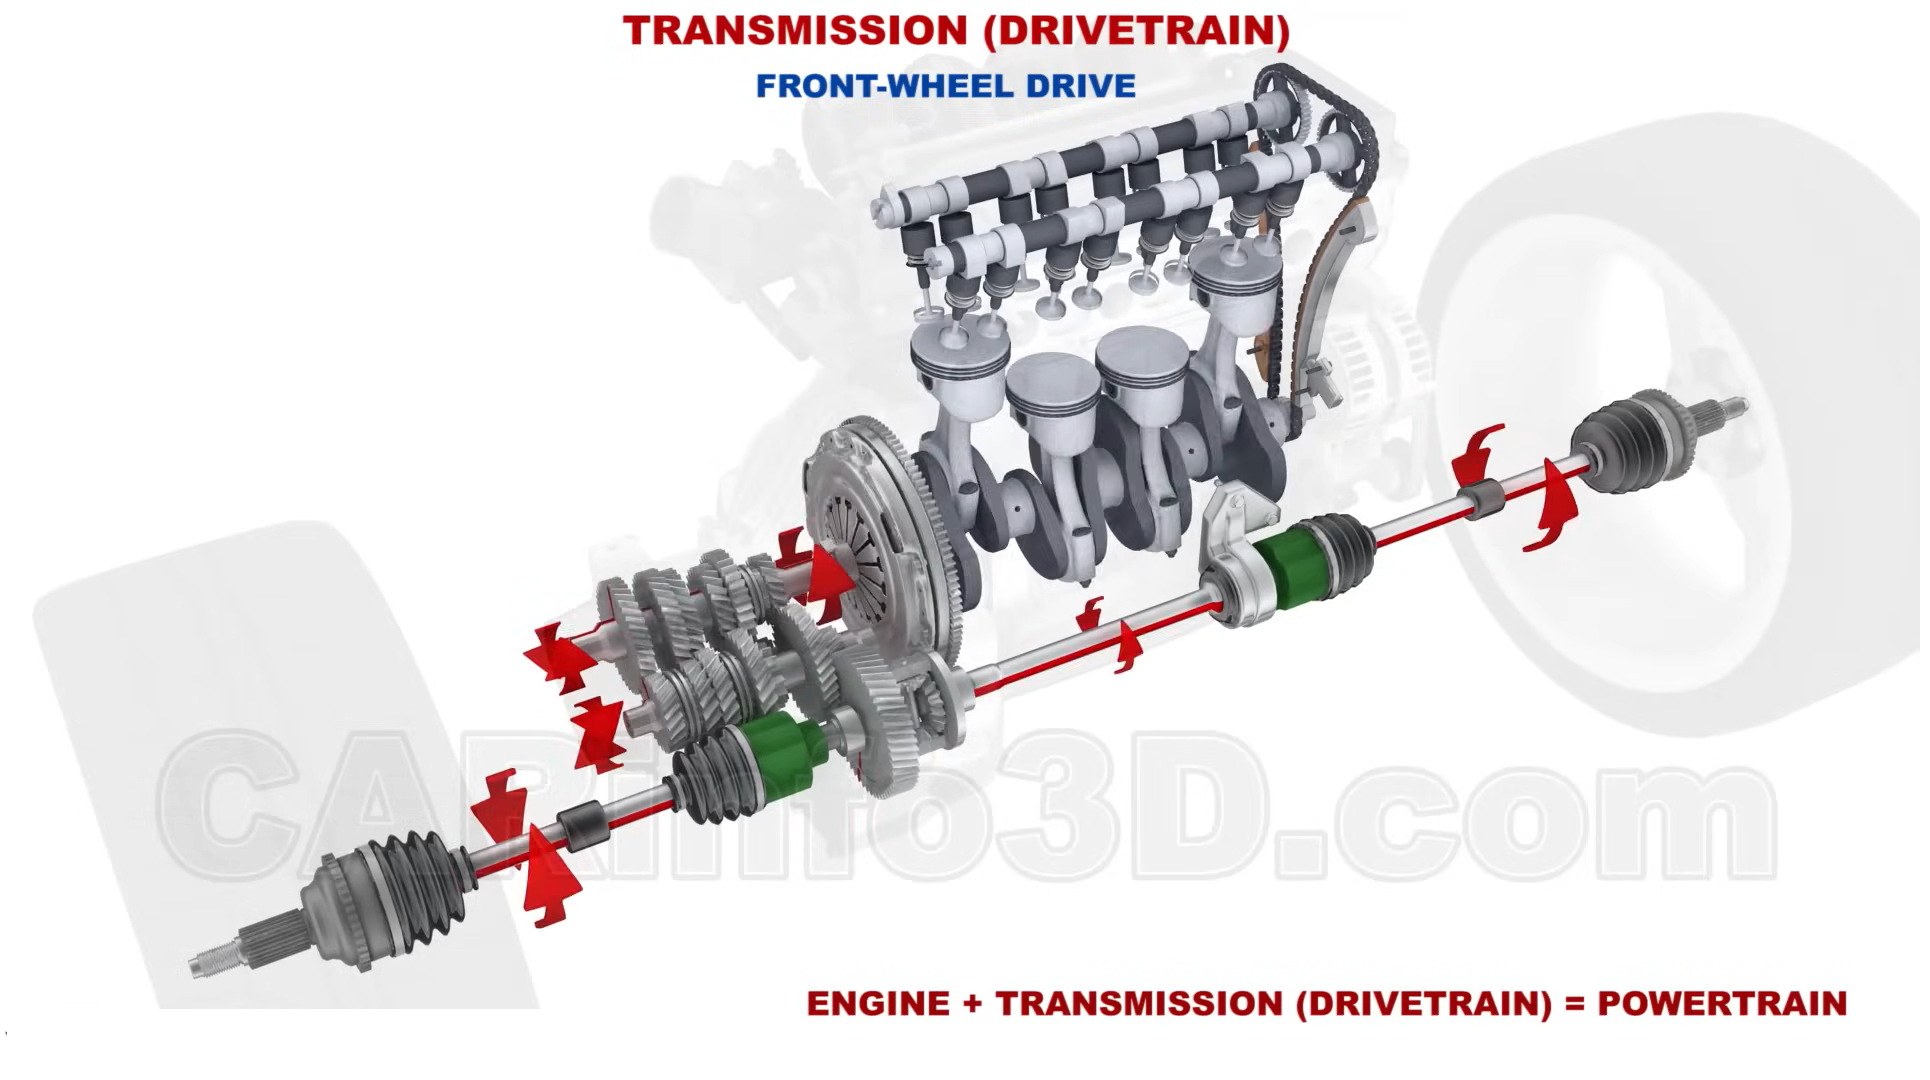 TRANSMISSION (DRIVETRAIN)
FRONT-WHEEL DRIVE
CARinfo3D.com
ENGINE + TRANSMISSION (DRIVETRAIN) = POWERTRAIN